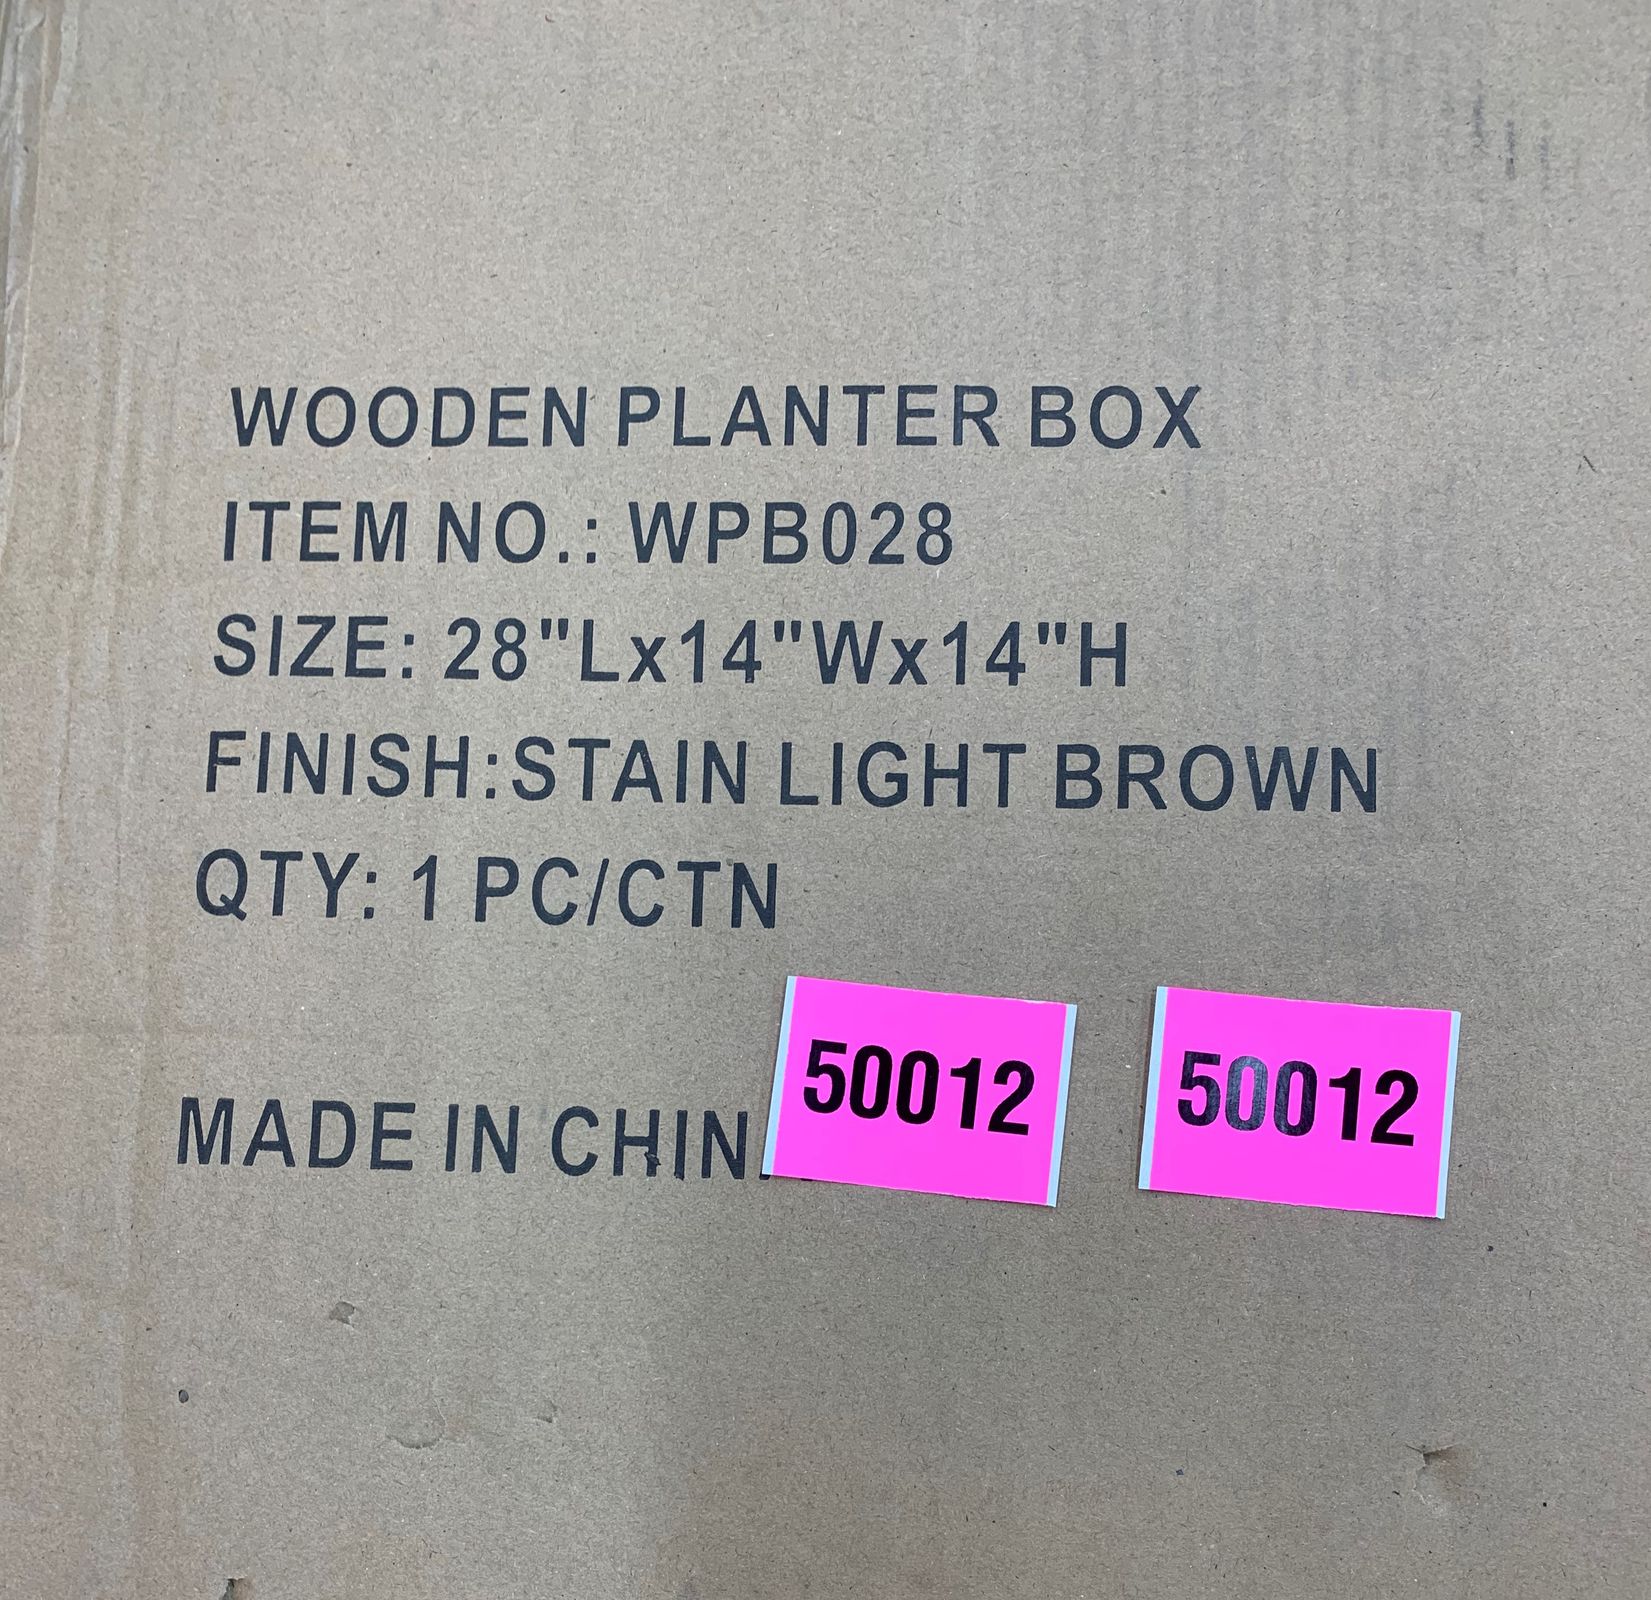 WOODEN PLANTER BOX
ITEM NO.: WPB028
SIZE: 28"Lx14"Wx14"H
FINISH:STAIN LIGHT BROWN
QTY: 1 PC/CTN
MADE IN CHIN
50012
50012